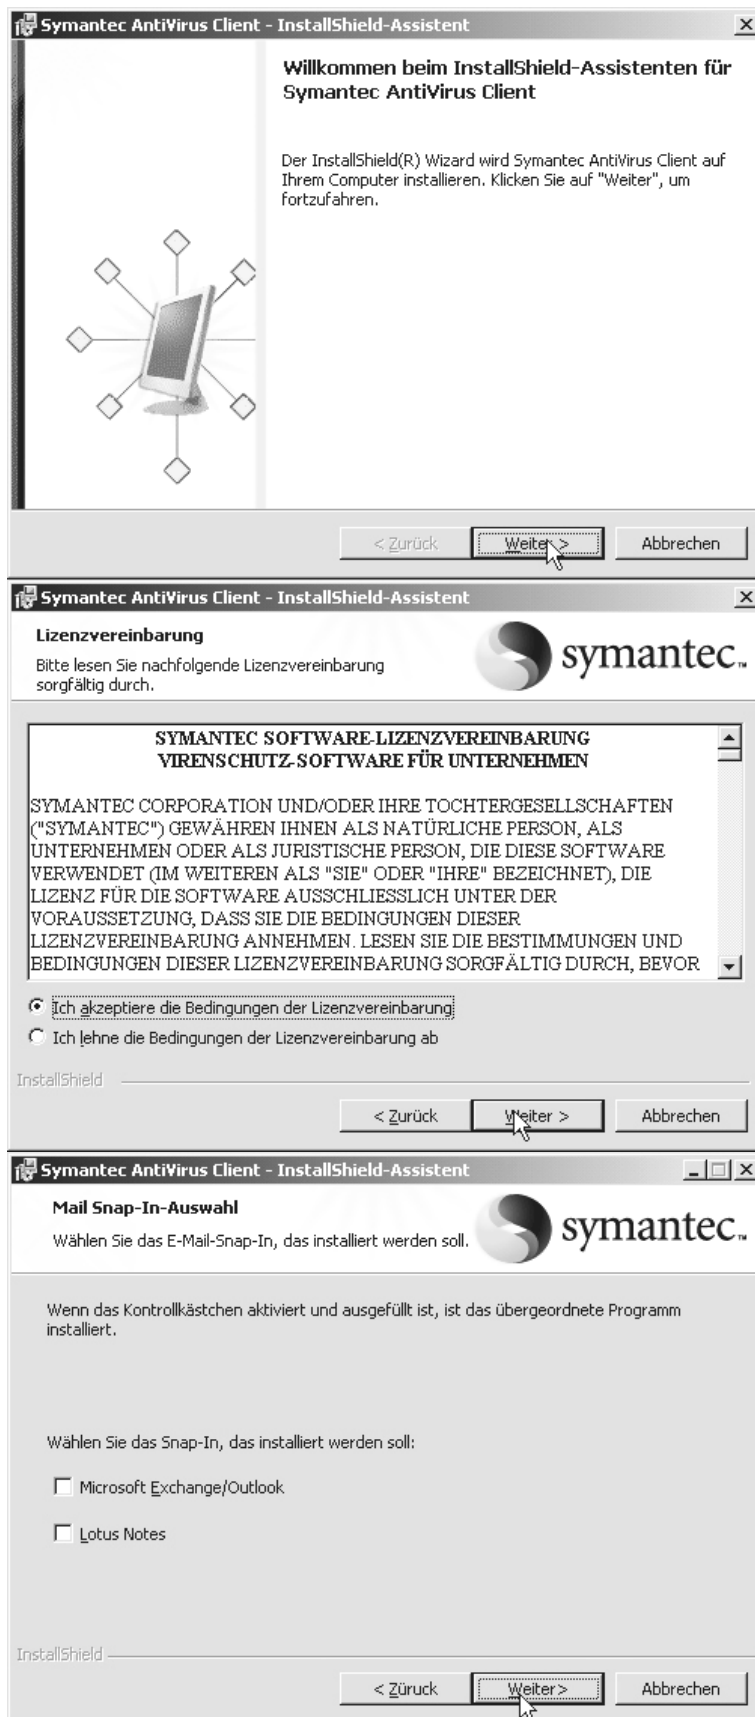 Symantec AntiVirus Client - InstallShield-Assistent
Willkommen beim InstallShield-Assistenten für
Symantec AntiVirus Client
Der InstallShield(R) Wizard wird Symantec AntiVirus Client auf
Ihrem Computer installieren. Klicken Sie auf "Weiter", um
fortzufahren.
< Zurück Weiter > Abbrechen
Symantec AntiVirus Client - InstallShield-Assistent
Lizenzvereinbarung
Bitte lesen Sie nachfolgende Lizenzvereinbarung
sorgfältig durch.
symantec™
SYMANTEC SOFTWARE-LIZENZVEREINBARUNG
VIRENSCHUTZ-SOFTWARE FÜR UNTERNEHMEN
SYMANTEC CORPORATION UND/ODER IHRE TOCHTERGESELLSCHAFTEN
("SYMANTEC") GEWÄHREN IHNEN ALS NATÜRLICHE PERSON, ALS
UNTERNEHMEN ODER ALS JURISTISCHE PERSON, DIE DIESE SOFTWARE
VERWENDET (IM WEITEREN ALS "SIE" ODER "IHRE" BEZEICHNET), DIE
LIZENZ FÜR DIE SOFTWARE AUSSCHLIESSLICH UNTER DER
VORAUSSETZUNG, DASS SIE DIE BEDINGUNGEN DIESER
LIZENZVEREINBARUNG ANNEHMEN. LESEN SIE DIE BESTIMMUNGEN UND
BEDINGUNGEN DIESER LIZENZVEREINBARUNG SORGFÄLTIG DURCH, BEVOR
Ich akzeptiere die Bedingungen der Lizenzvereinbarung
Ich lehne die Bedingungen der Lizenzvereinbarung ab
InstallShield
< Zurück Weiter > Abbrechen
Symantec AntiVirus Client - InstallShield-Assistent
Mail Snap-In-Auswahl
Wählen Sie das E-Mail-Snap-In, das installiert werden soll.
symantec™
Wenn das Kontrollkästchen aktiviert und ausgefüllt ist, ist das übergeordnete Programm
installiert.
Wählen Sie das Snap-In, das installiert werden soll:
Microsoft Exchange/Outlook
Lotus Notes
InstallShield
< Züruck Weiter> Abbrechen